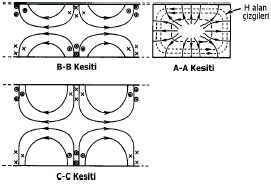 H alan
çizgileri
B-B Kesiti
A-A Kesiti
C-C Kesiti